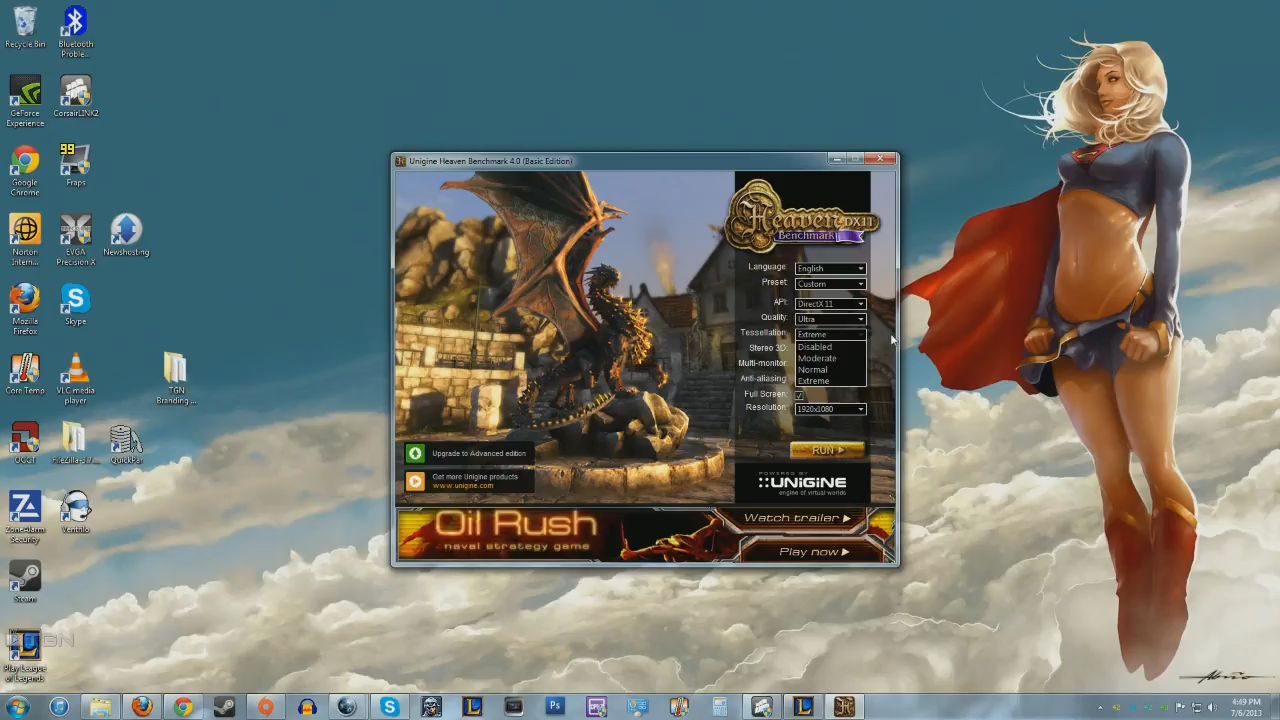 Recycle Bin
Bluetooth
Proble...
GeForce
Experience
CorsairLINK2
Google
Chrome
99
Fraps
Norton
Intern...
EVGA
Precision X
Newshosting
Mozilla
Firefox
Skype
Core Temp
VLC media
player
TGN
Branding ...
OCCT
ZoneAlarm
Security
Ventrilo
Steam
Play League
of Legends
Unigine Heaven Benchmark 4.0 (Basic Edition)
Heaven DX11
Benchmark
Language: English
Preset: Custom
API: DirectX 11
Quality: Ultra
Tessellation: Extreme
Stereo 3D: Disabled
Moderate
Multi-monitor: Normal
Anti-aliasing: Extreme
Full Screen:
Resolution: 1920x1080
RUN
Upgrade to Advanced edition
Get more Unigine products
www.unigine.com
POWERED BY
UNIGINE
engine of virtual worlds
Oil Rush
naval strategy game
Watch trailer
Play now
Ps
42
4:49 PM
7/6/2013